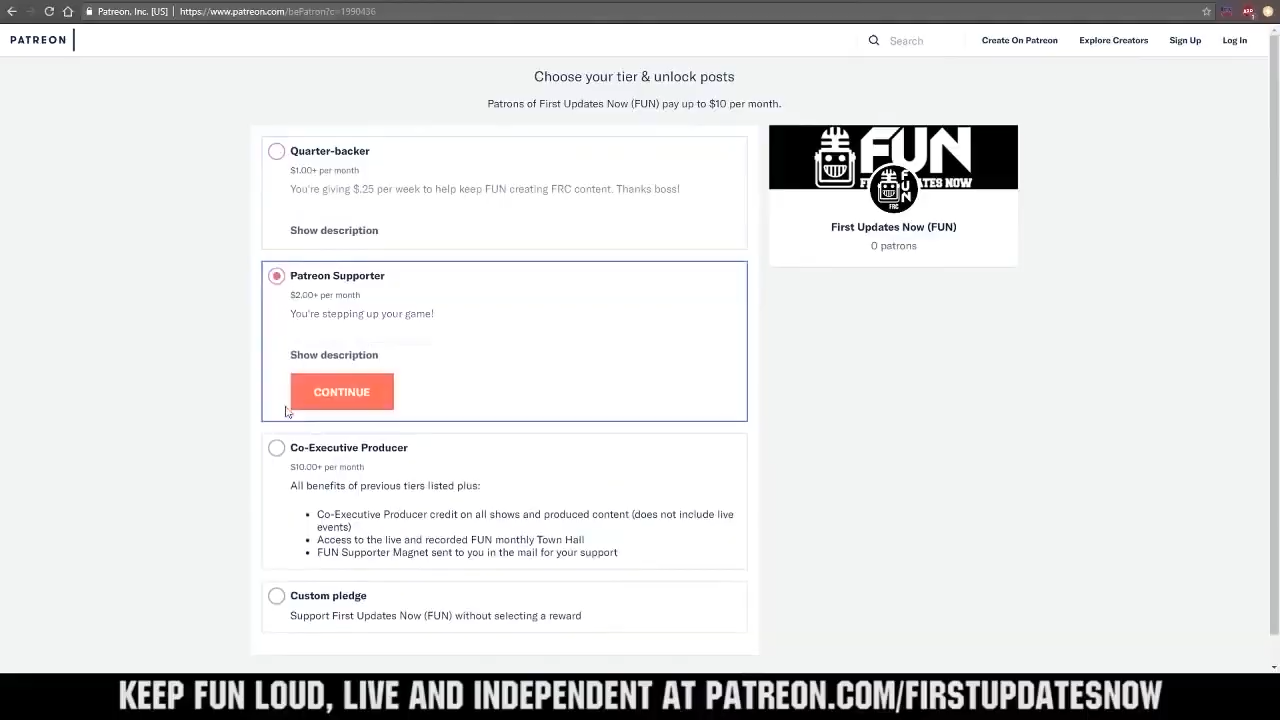 Patreon, Inc. [US] https://www.patreon.com/bePatron?c=1990436
PATREON
Search
Create On Patreon
Explore Creators
Sign Up
Log In
Choose your tier & unlock posts
Patrons of First Updates Now (FUN) pay up to $10 per month.
Quarter-backer
$1.00+ per month
You're giving $.25 per week to help keep FUN creating FRC content. Thanks boss!
Show description
Patreon Supporter
$2.00+ per month
You're stepping up your game!
Show description
CONTINUE
Co-Executive Producer
$10.00+ per month
All benefits of previous tiers listed plus:
• Co-Executive Producer credit on all shows and produced content (does not include live
events)
• Access to the live and recorded FUN monthly Town Hall
• FUN Supporter Magnet sent to you in the mail for your support
Custom pledge
Support First Updates Now (FUN) without selecting a reward
FUN
FUN
FRC
First Updates Now (FUN)
0 patrons
KEEP FUN LOUD, LIVE AND INDEPENDENT AT PATREON.COM/FIRSTUPDATESNOW